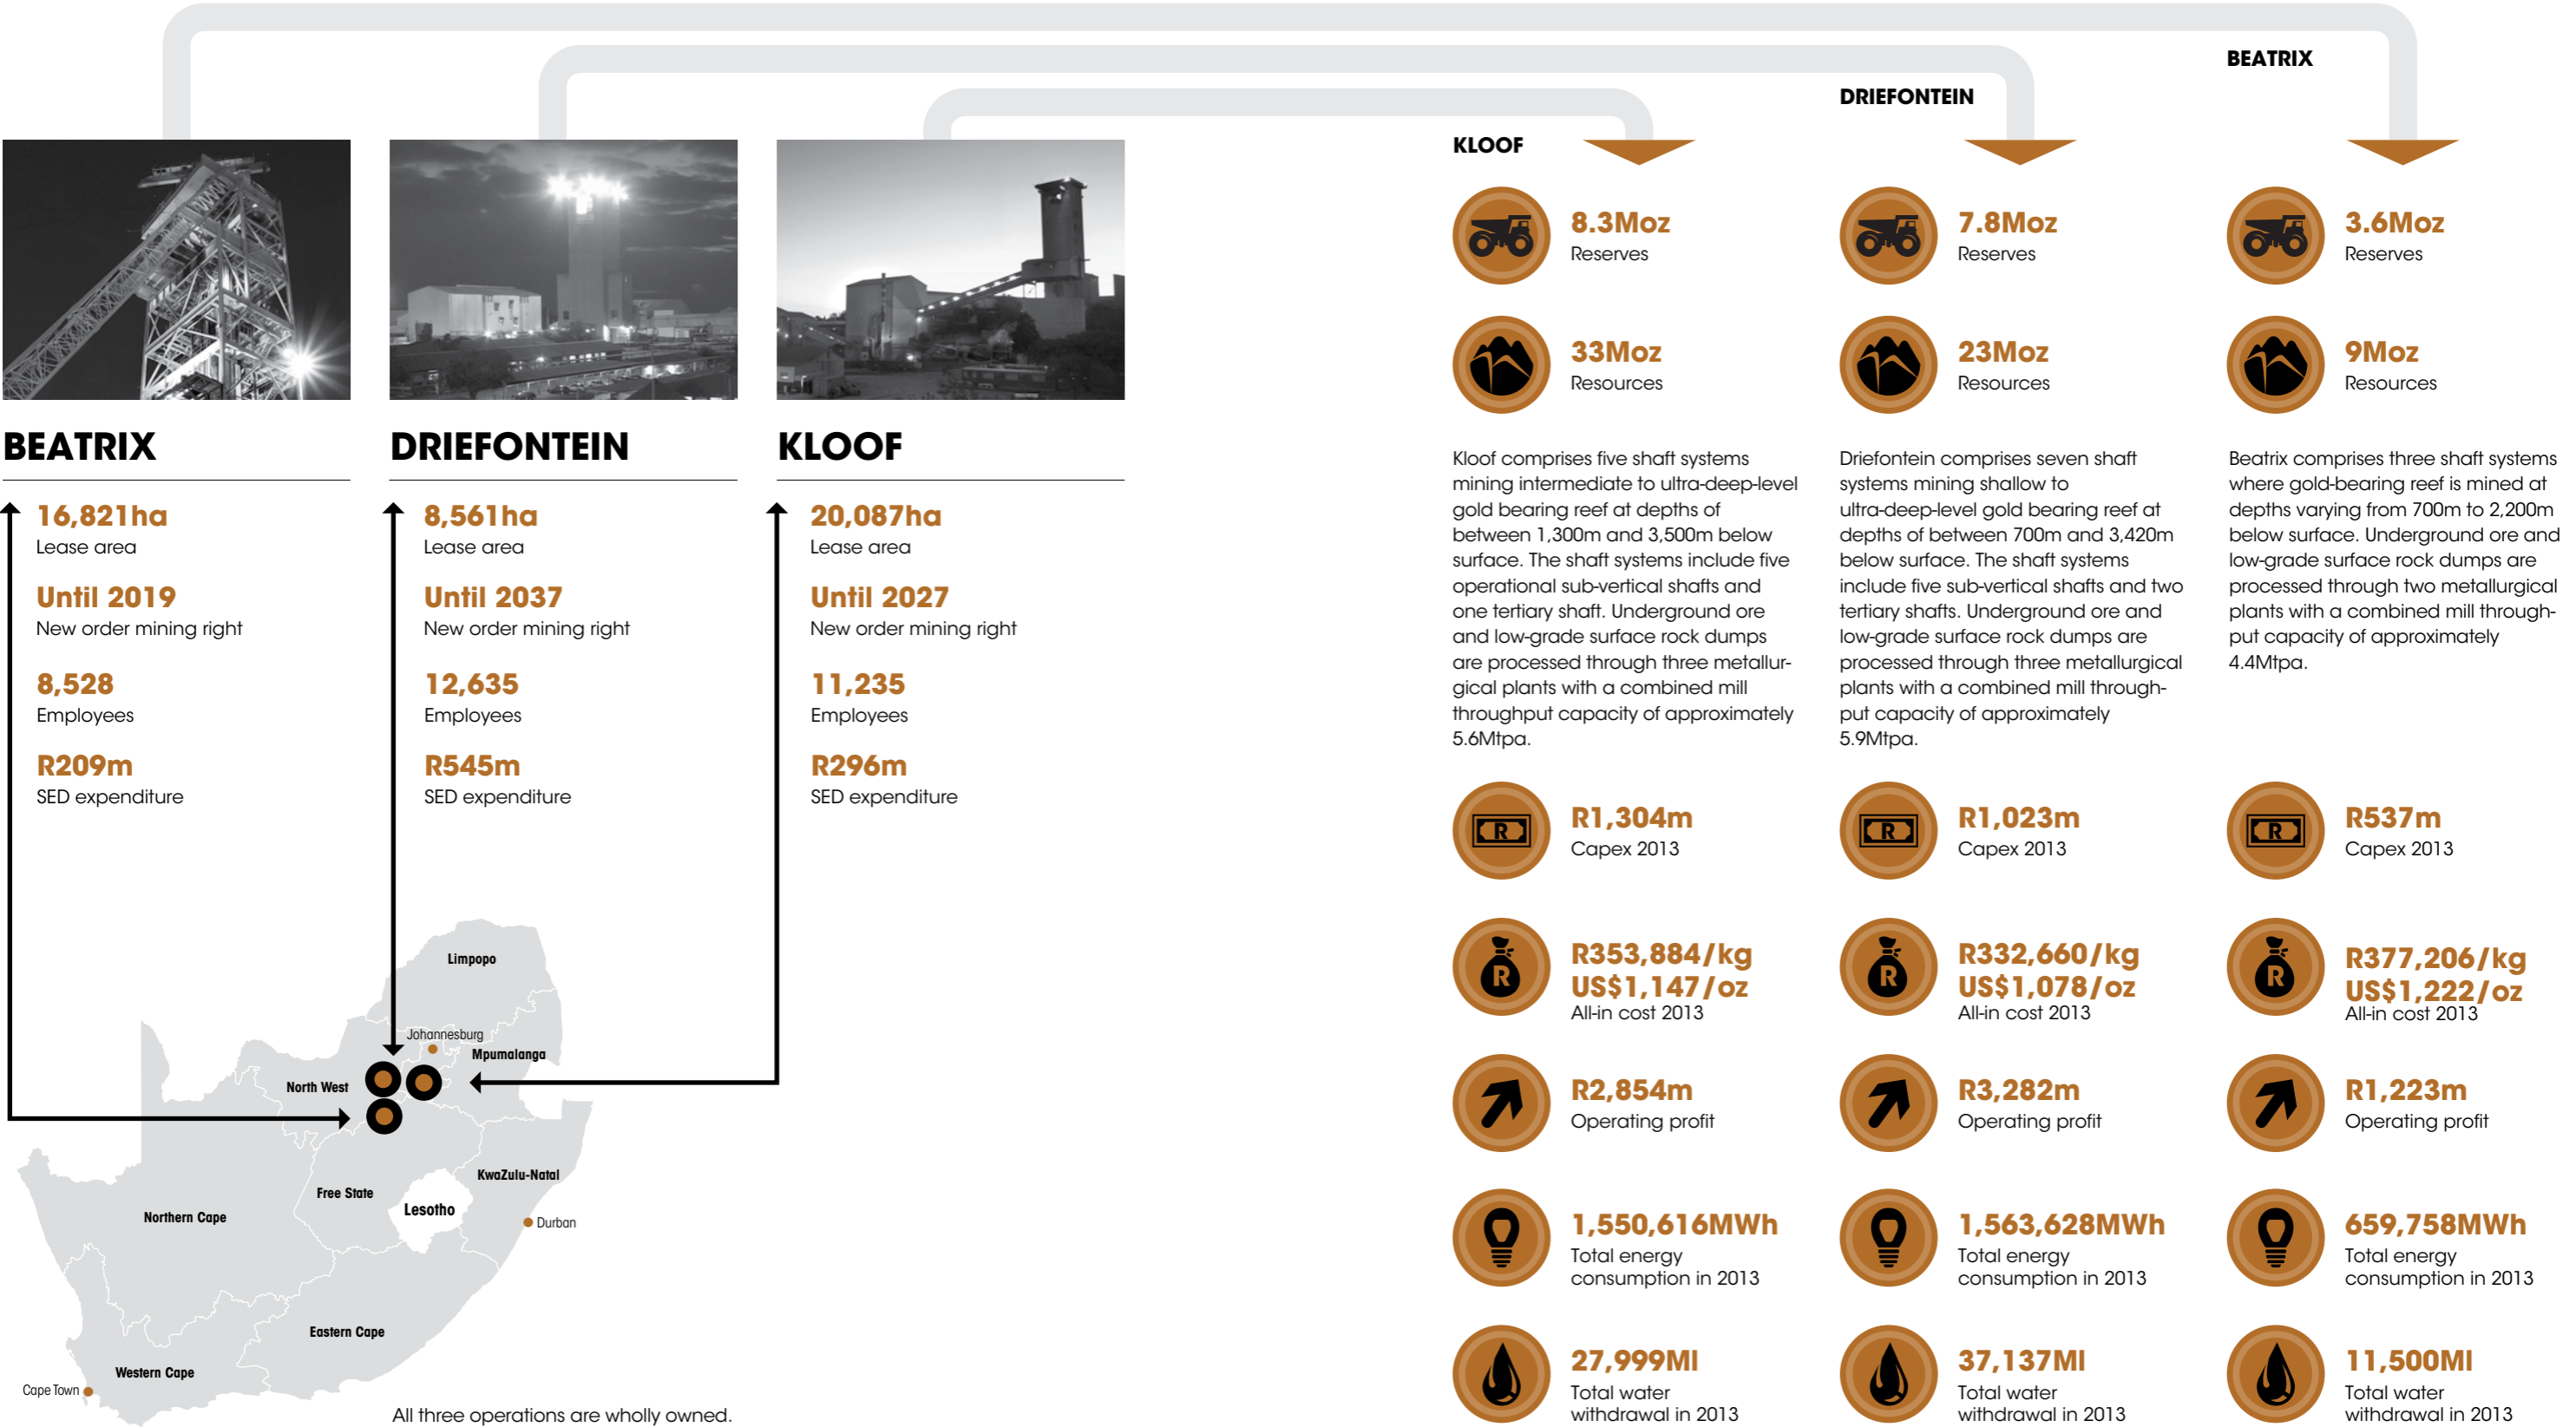 BEATRIX
16,821ha
Lease area
Until 2019
New order mining right
8,528
Employees
R209m
SED expenditure
DRIEFONTEIN
8,561ha
Lease area
Until 2037
New order mining right
12,635
Employees
R545m
SED expenditure
KLOOF
20,087ha
Lease area
Until 2027
New order mining right
11,235
Employees
R296m
SED expenditure
Limpopo
Johannesburg
Mpumalanga
North West
KwaZulu-Natal
Free State
Lesotho
Northern Cape
Durban
Eastern Cape
Western Cape
Cape Town
All three operations are wholly owned.
KLOOF
8.3Moz
Reserves
33Moz
Resources
Kloof comprises five shaft systems
mining intermediate to ultra-deep-level
gold bearing reef at depths of
between 1,300m and 3,500m below
surface. The shaft systems include five
operational sub-vertical shafts and
one tertiary shaft. Underground ore
and low-grade surface rock dumps
are processed through three metallur-
gical plants with a combined mill
throughput capacity of approximately
5.6Mtpa.
R1,304m
Capex 2013
R353,884/kg
US$1,147/oz
All-in cost 2013
R2,854m
Operating profit
1,550,616MWh
Total energy
consumption in 2013
27,999Ml
Total water
withdrawal in 2013
DRIEFONTEIN
7.8Moz
Reserves
23Moz
Resources
Driefontein comprises seven shaft
systems mining shallow to
ultra-deep-level gold bearing reef at
depths of between 700m and 3,420m
below surface. The shaft systems
include five sub-vertical shafts and two
tertiary shafts. Underground ore and
low-grade surface rock dumps are
processed through three metallurgical
plants with a combined mill through-
put capacity of approximately
5.9Mtpa.
R1,023m
Capex 2013
R332,660/kg
US$1,078/oz
All-in cost 2013
R3,282m
Operating profit
1,563,628MWh
Total energy
consumption in 2013
37,137Ml
Total water
withdrawal in 2013
BEATRIX
3.6Moz
Reserves
9Moz
Resources
Beatrix comprises three shaft systems
where gold-bearing reef is mined at
depths varying from 700m to 2,200m
below surface. Underground ore and
low-grade surface rock dumps are
processed through two metallurgical
plants with a combined mill through-
put capacity of approximately
4.4Mtpa.
R537m
Capex 2013
R377,206/kg
US$1,222/oz
All-in cost 2013
R1,223m
Operating profit
659,758MWh
Total energy
consumption in 2013
11,500Ml
Total water
withdrawal in 2013
R
R
R
R
R
R